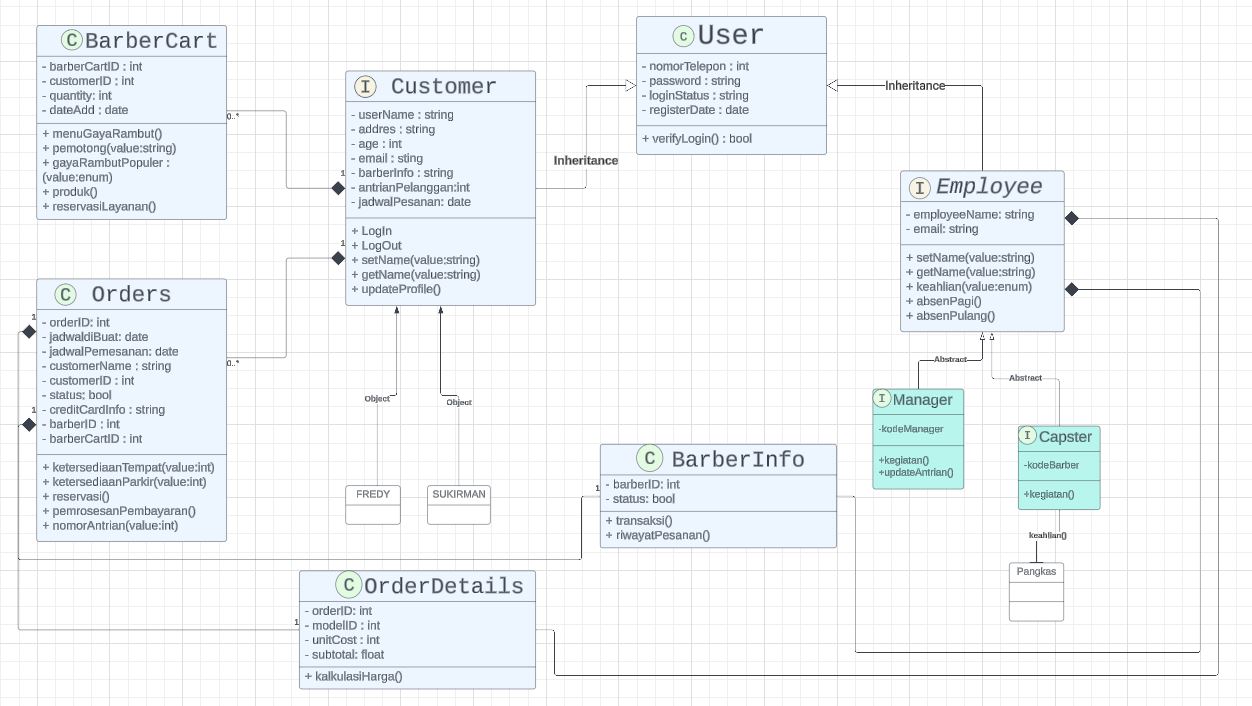 C BarberCart
- barberCartID : int
- customerID : int
- quantity: int
- dateAdd : date
+ menuGayaRambut()
+ pemotong(value:string)
+ gayaRambutPopuler :
(value:enum)
+ produk()
+ reservasiLayanan()
0..*
1
I Customer
- userName : string
- addres : string
- age : int
- email : sting
- barberInfo : string
- antrianPelanggan:int
- jadwalPesanan: date
+ LogIn
+ LogOut
+ setName(value:string)
+ getName(value:string)
+ updateProfile()
1
Inheritance
C User
- nomorTelepon : int
- password : string
- loginStatus : string
- registerDate : date
+ verifyLogin() : bool
Inheritance
I Employee
- employeeName: string
- email: string
+ setName(value:string)
+ getName(value:string)
+ keahlian(value:enum)
+ absenPagi()
+ absenPulang()
C Orders
1
- orderID: int
- jadwaldiBuat: date
- jadwalPemesanan: date
- customerName : string
- customerID : int
- status: bool
- creditCardInfo : string
1
- barberID : int
- barberCartID : int
+ ketersediaanTempat(value:int)
+ ketersediaanParkir(value:int)
+ reservasi()
+ pemrosesanPembayaran()
+ nomorAntrian(value:int)
0..*
Object
Object
FREDY
SUKIRMAN
Abstract
Abstract
I Manager
-kodeManager
+kegiatan()
+updateAntrian()
I Capster
-kodeBarber
+kegiatan()
keahlian()
Pangkas
C BarberInfo
1
- barberID: int
- status: bool
+ transaksi()
+ riwayatPesanan()
C OrderDetails
- orderID: int
1
- modelID : int
- unitCost : int
- subtotal: float
+ kalkulasiHarga()